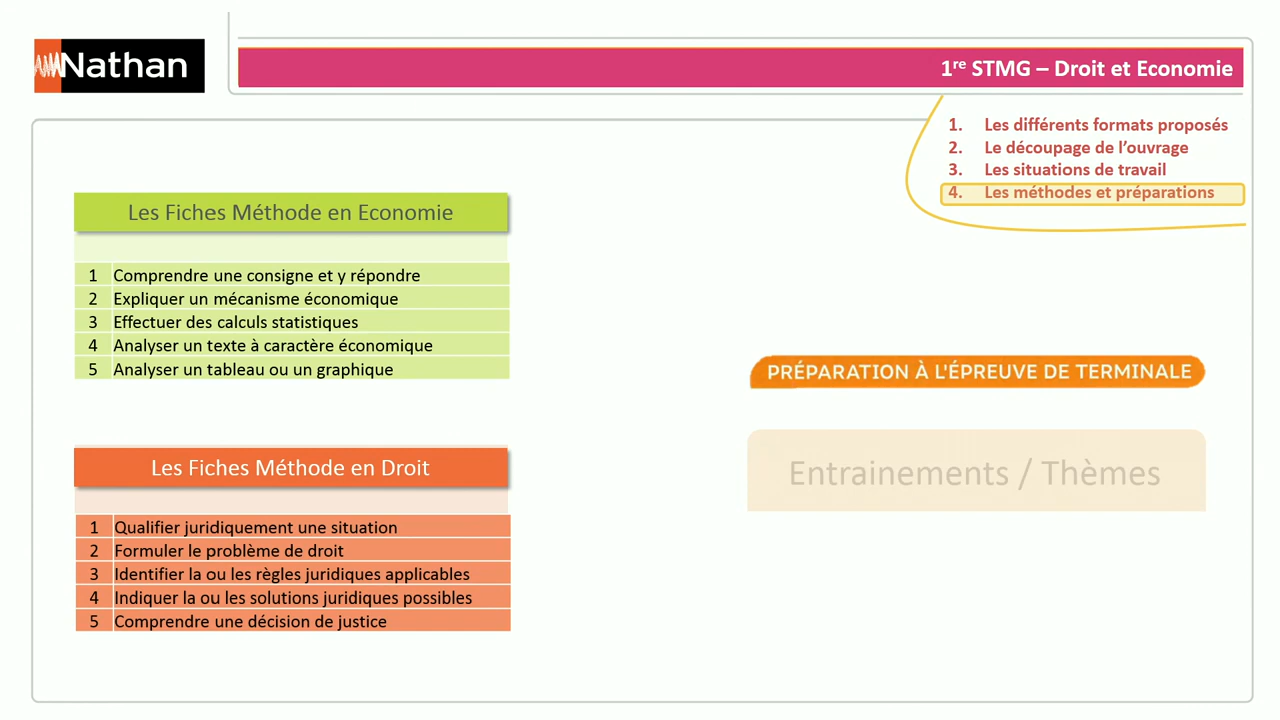 Nathan
1re STMG – Droit et Economie
1. Les différents formats proposés
2. Le découpage de l’ouvrage
3. Les situations de travail
4. Les méthodes et préparations
Les Fiches Méthode en Economie
1 Comprendre une consigne et y répondre
2 Expliquer un mécanisme économique
3 Effectuer des calculs statistiques
4 Analyser un texte à caractère économique
5 Analyser un tableau ou un graphique
PRÉPARATION À L'ÉPREUVE DE TERMINALE
Entrainements / Thèmes
Les Fiches Méthode en Droit
1 Qualifier juridiquement une situation
2 Formuler le problème de droit
3 Identifier la ou les règles juridiques applicables
4 Indiquer la ou les solutions juridiques possibles
5 Comprendre une décision de justice